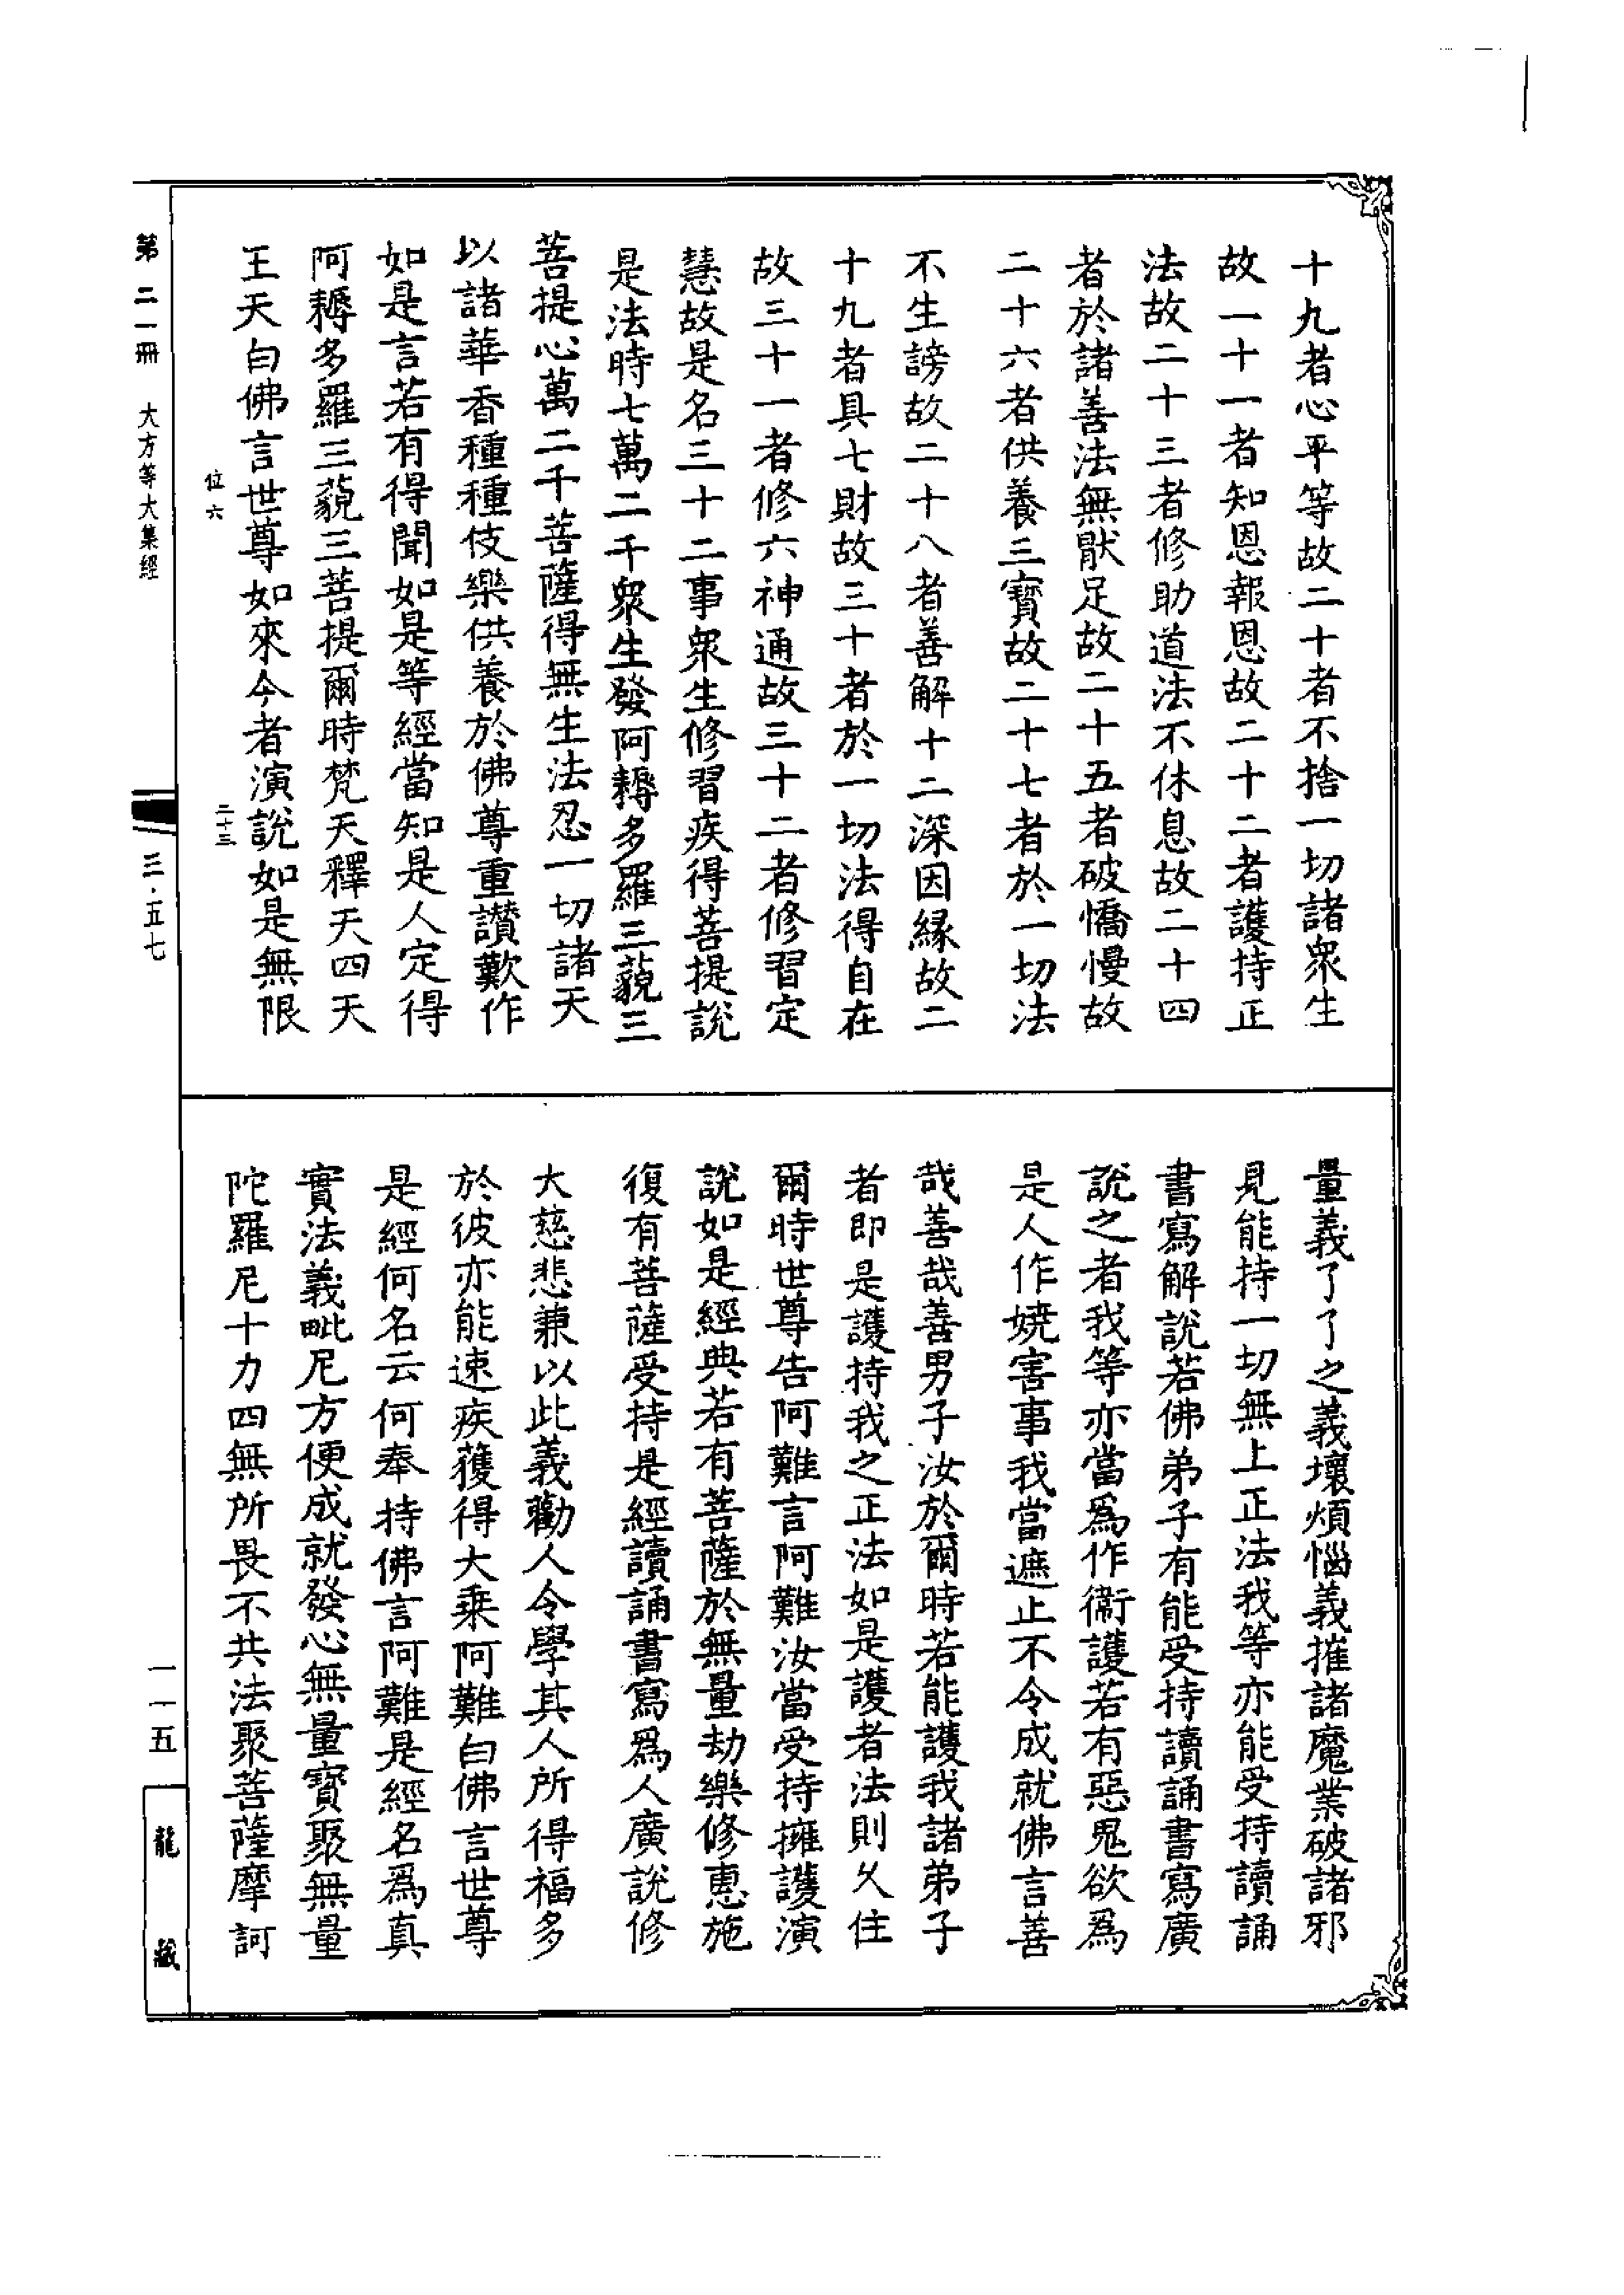 十九者心平等故二十者不捨一切諸衆生
故一十一者知恩報恩故二十二者護持正
法故二十三者修助道法不休息故二十四
者於諸善法無猒足故二十五者破憍慢故
二十六者供養三寳故二十七者於一切法
不生謗故二十八者善解十二深因縁故二
十九者具七財故三十者於一切法得自在
故三十一者修六神通故三十二者修習定
慧故是名三十二事衆生修習疾得菩提說
是法時七萬二千衆生發阿耨多羅三藐三
菩提心萬二千菩薩得無生法忍一切諸天
以諸華香種種伎樂供養於佛尊重讃歎作
如是言若有得聞如是等經當知是人定得
阿耨多羅三藐三菩提爾時梵天釋天四天
王天白佛言世尊如來今者演說如是無限
位六
二十三
量義了了之義壞煩惱義摧諸魔業破諸邪
見能持一切無上正法我等亦能受持讀誦
書寫解說若佛弟子有能受持讀誦書寫廣
說之者我等亦當爲作衞護若有惡鬼欲爲
是人作娆害事我當遮止不令成就佛言善
哉善哉善男子汝於爾時若能護我諸弟子
者即是護持我之正法如是護者法則久住
爾時世尊告阿難言阿難汝當受持擁護演
說如是經典若有菩薩於無量劫樂修惠施
復有菩薩受持是經讀誦書寫爲人廣說修
大慈悲兼以此義勸人令學其人所得福多
於彼亦能速疾獲得大乘阿難白佛言世尊
是經何名云何奉持佛言阿難是經名爲真
實法義毗尼方便成就發心無量寳聚無量
陀羅尼十力四無所畏不共法聚菩薩摩訶
第二一冊 大方等大集經
三·五七
一一五
龍藏